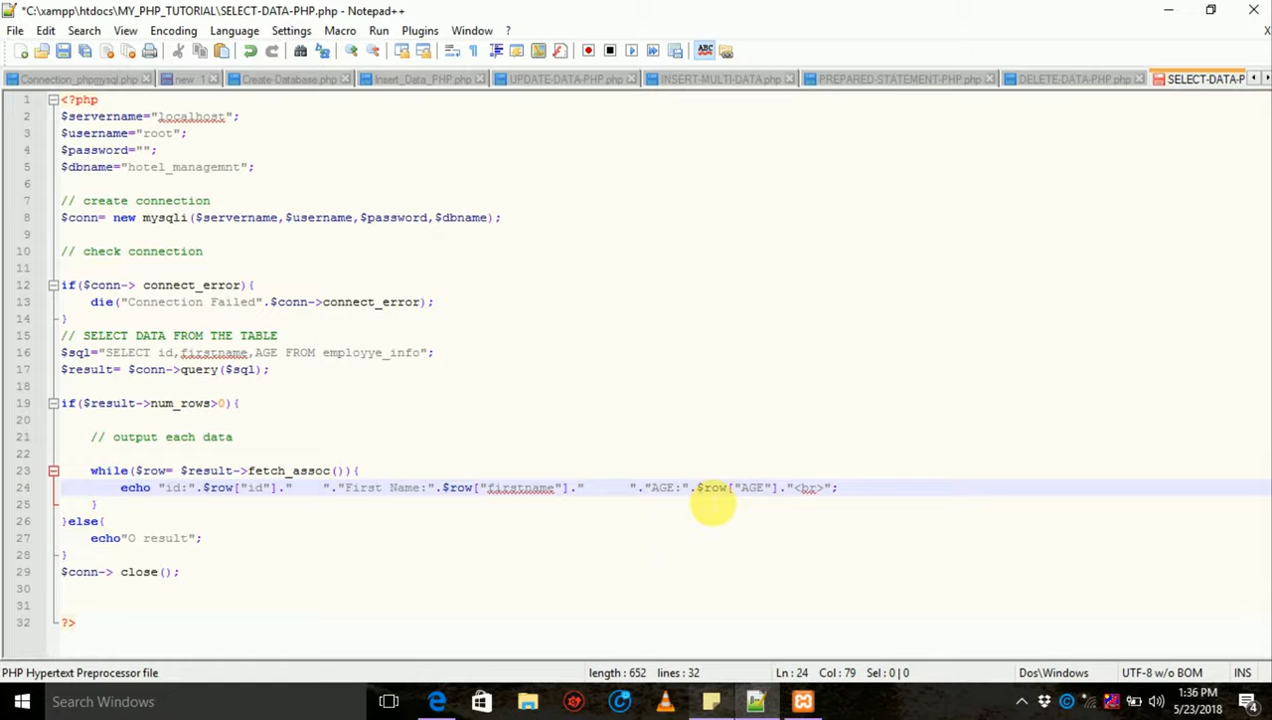 *C:\xampp\htdocs\MY_PHP_TUTORIAL\SELECT-DATA-PHP.php - Notepad++
File Edit Search View Encoding Language Settings Macro Run Plugins Window ? X
Connection_phpmysql.php new 1 Create-Database.php Insert_Data_PHP.php UPDATE-DATA-PHP.php INSERT-MULTI-DATA.php PREPARED-STATEMENT-PHP.php DELETE-DATA-PHP.php SELECT-DATA-P
1 <?php
2 $servername="localhost";
3 $username="root";
4 $password="";
5 $dbname="hotel_managemnt";
6
7 // create connection
8 $conn= new mysqli($servername,$username,$password,$dbname);
9
10 // check connection
11
12 if($conn-> connect_error){
13 die("Connection Failed".$conn->connect_error);
14 }
15 // SELECT DATA FROM THE TABLE
16 $sql="SELECT id,firstname,AGE FROM employye_info";
17 $result= $conn->query($sql);
18
19 if($result->num_rows>0){
20
21 // output each data
22
23 while($row= $result->fetch_assoc()){
24 echo "id:".$row["id"]."    "."First Name:".$row["firstname"]."      "."AGE:".$row["AGE"]."<br>";
25 }
26 }else{
27 echo"O result";
28 }
29 $conn-> close();
30
31
32 ?>
PHP Hypertext Preprocessor file length : 652 lines : 32 Ln : 24 Col : 79 Sel : 0 | 0 Dos\Windows UTF-8 w/o BOM INS
Search Windows
1:36 PM
5/23/2018
4